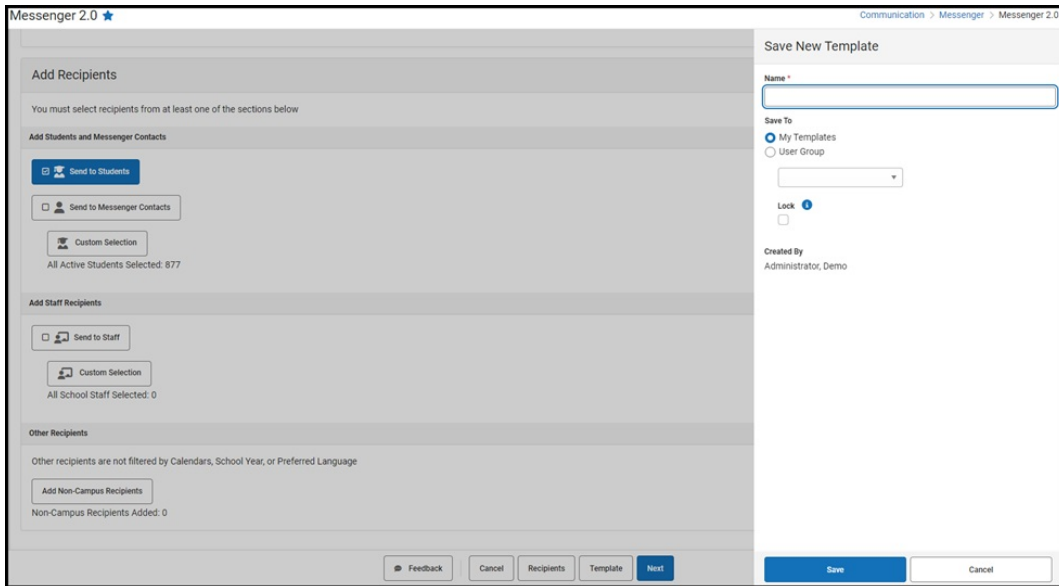 Messenger 2.0
Communication > Messenger > Messenger 2.0
Add Recipients
You must select recipients from at least one of the sections below
Add Students and Messenger Contacts
Send to Students
Send to Messenger Contacts
Custom Selection
All Active Students Selected: 877
Add Staff Recipients
Send to Staff
Custom Selection
All School Staff Selected: 0
Other Recipients
Other recipients are not filtered by Calendars, School Year, or Preferred Language
Add Non-Campus Recipients
Non-Campus Recipients Added: 0
Feedback
Cancel
Recipients
Template
Next
Save New Template
Name *
Save To
My Templates
User Group
Lock
Created By
Administrator, Demo
Save
Cancel